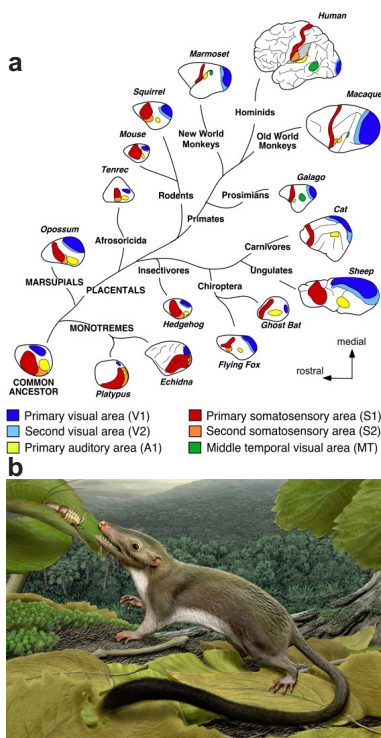 a
Human
Marmoset
Squirrel
Macaque
Hominids
Mouse
New World
Monkeys
Old World
Monkeys
Tenrec
Galago
Rodents
Prosimians
Primates
Cat
Opossum
Afrosoricida
Carnivores
Insectivores
Ungulates
Sheep
MARSUPIALS
PLACENTALS
Chiroptera
MONOTREMES
Hedgehog
Ghost Bat
medial
Flying Fox
rostral
COMMON
ANCESTOR
Platypus
Echidna
Primary visual area (V1)
Primary somatosensory area (S1)
Second visual area (V2)
Second somatosensory area (S2)
Primary auditory area (A1)
Middle temporal visual area (MT)
b